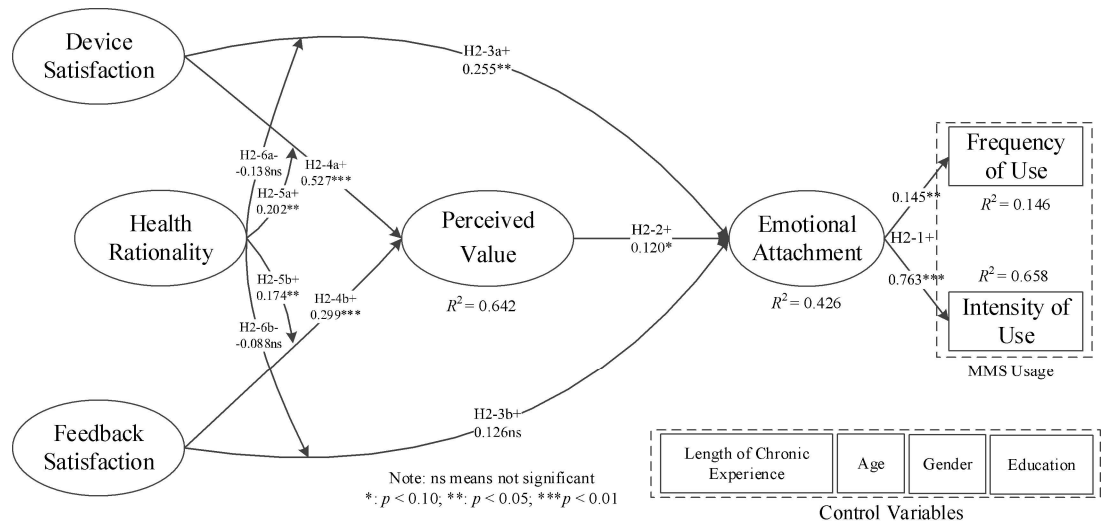 Device
Satisfaction
H2-3a+
0.255**
H2-6a-
-0.138ns
H2-5a+
0.202**
H2-4a+
0.527***
Health
Rationality
Perceived
Value
R² = 0.642
H2-2+
0.120*
Emotional
Attachment
R² = 0.426
Frequency
of Use
0.145**
R² = 0.146
H2-1+
R² = 0.658
0.763***
Intensity of
Use
MMS Usage
H2-5b+
0.174**
H2-4b+
0.299***
H2-6b-
-0.088ns
Feedback
Satisfaction
H2-3b+
0.126ns
Note: ns means not significant
*: p < 0.10; **: p < 0.05; ***p < 0.01
Length of Chronic
Experience
Age
Gender
Education
Control Variables